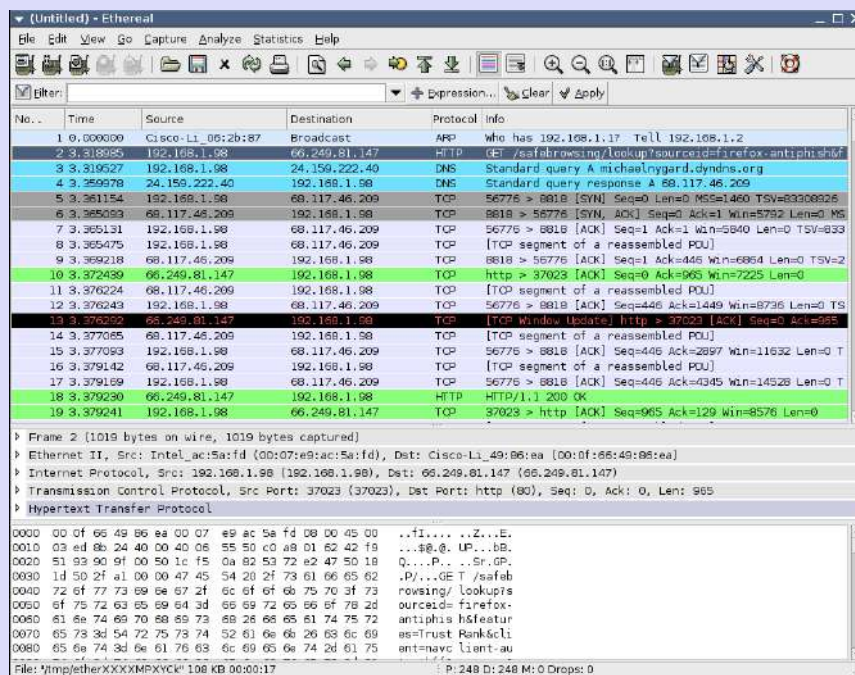 (Untitled) - Ethereal
File Edit View Go Capture Analyze Statistics Help
Filter: Expression... Clear Apply
No. . Time Source Destination Protocol Info
1 0.000000 Cisco-Li_06:2b:87 Broadcast ARP Who has 192.168.1.1? Tell 192.168.1.2
2 3.318985 192.168.1.98 66.249.81.147 HTTP GET /safebrowsing/lookup?sourceid=firefox-antiphish&f
3 3.319527 192.168.1.98 24.159.222.40 DNS Standard query A michaelnygard.dyndns.org
4 3.359978 24.159.222.40 192.168.1.98 DNS Standard query response A 68.117.46.209
5 3.361154 192.168.1.98 68.117.46.209 TCP 56776 > 8818 [SYN] Seq=0 Len=0 MSS=1460 TSV=83308926
6 3.365093 68.117.46.209 192.168.1.98 TCP 8818 > 56776 [SYN, ACK] Seq=0 Ack=1 Win=5792 Len=0 MS
7 3.365131 192.168.1.98 68.117.46.209 TCP 56776 > 8818 [ACK] Seq=1 Ack=1 Win=5840 Len=0 TSV=833
8 3.365475 192.168.1.98 68.117.46.209 TCP [TCP segment of a reassembled PDU]
9 3.369218 68.117.46.209 192.168.1.98 TCP 8818 > 56776 [ACK] Seq=1 Ack=446 Win=6864 Len=0 TSV=2
10 3.372439 66.249.81.147 192.168.1.98 TCP http > 37023 [ACK] Seq=0 Ack=965 Win=7225 Len=0
11 3.376224 68.117.46.209 192.168.1.98 TCP [TCP segment of a reassembled PDU]
12 3.376243 192.168.1.98 68.117.46.209 TCP 56776 > 8818 [ACK] Seq=446 Ack=1449 Win=8736 Len=0 TS
13 3.376292 66.249.81.147 192.168.1.98 TCP [TCP Window Update] http > 37023 [ACK] Seq=0 Ack=965
14 3.377065 68.117.46.209 192.168.1.98 TCP [TCP segment of a reassembled PDU]
15 3.377093 192.168.1.98 68.117.46.209 TCP 56776 > 8818 [ACK] Seq=446 Ack=2897 Win=11632 Len=0 T
16 3.379142 68.117.46.209 192.168.1.98 TCP [TCP segment of a reassembled PDU]
17 3.379169 192.168.1.98 68.117.46.209 TCP 56776 > 8818 [ACK] Seq=446 Ack=4345 Win=14528 Len=0 T
18 3.379230 66.249.81.147 192.168.1.98 HTTP HTTP/1.1 200 OK
19 3.379241 192.168.1.98 66.249.81.147 TCP 37023 > http [ACK] Seq=965 Ack=129 Win=8576 Len=0
Frame 2 (1019 bytes on wire, 1019 bytes captured)
Ethernet II, Src: Intel_ac:5a:fd (00:07:e9:ac:5a:fd), Dst: Cisco-Li_49:86:ea (00:0f:66:49:86:ea)
Internet Protocol, Src: 192.168.1.98 (192.168.1.98), Dst: 66.249.81.147 (66.249.81.147)
Transmission Control Protocol, Src Port: 37023 (37023), Dst Port: http (80), Seq: 0, Ack: 0, Len: 965
Hypertext Transfer Protocol
0000 00 0f 66 49 86 ea 00 07 e9 ac 5a fd 08 00 45 00 ..fI.... ..Z...E.
0010 03 ed 8b 24 40 00 40 06 55 50 c0 a8 01 62 42 f9 ...$@.@. UP...bB.
0020 51 93 90 9f 00 50 1c f5 0a 82 53 72 e2 47 50 18 Q....P.. ..Sr.GP.
0030 1d 50 2f a1 00 00 47 45 54 20 2f 73 61 66 65 62 .P/...GE T /safeb
0040 72 6f 77 73 69 6e 67 2f 6c 6f 6f 6b 75 70 3f 73 rowsing/ lookup?s
0050 6f 75 72 63 65 69 64 3d 66 69 72 65 66 6f 78 2d ourceid= firefox-
0060 61 6e 74 69 70 68 69 73 68 26 66 65 61 74 75 72 antiphis h&featur
0070 65 73 3d 54 72 75 73 74 52 61 6e 6b 26 63 6c 69 es=Trust Rank&cli
0080 65 6e 74 3d 6e 61 76 63 6c 69 65 6e 74 2d 61 75 ent=navc lient-au
File: "/tmp/etherXXXXMPXYCk" 108 KB 00:00:17 P: 248 D: 248 M: 0 Drops: 0